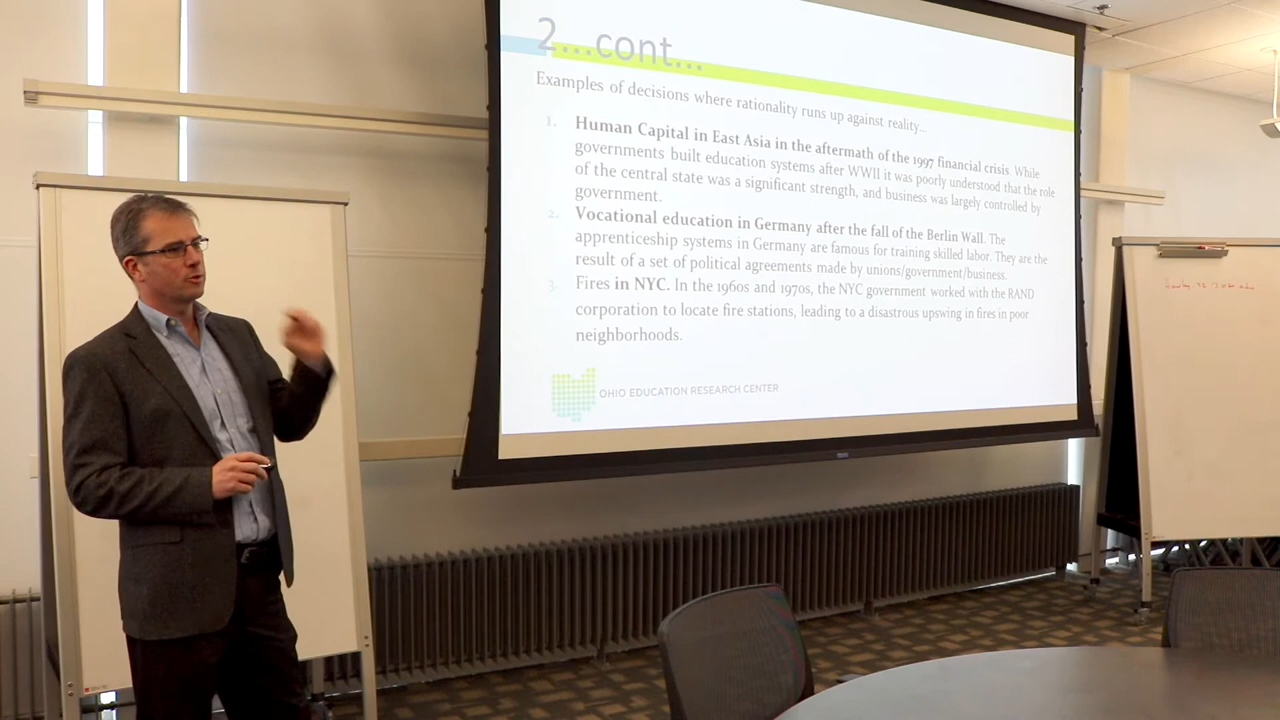 2...cont...
Examples of decisions where rationality runs up against reality...
1. Human Capital in East Asia in the aftermath of the 1997 financial crisis. While
governments built education systems after WWII it was poorly understood that the role
of the central state was a significant strength, and business was largely controlled by
government.
2. Vocational education in Germany after the fall of the Berlin Wall. The
apprenticeship systems in Germany are famous for training skilled labor. They are the
result of a set of political agreements made by unions/government/business.
3. Fires in NYC. In the 1960s and 1970s, the NYC government worked with the RAND
corporation to locate fire stations, leading to a disastrous upswing in fires in poor
neighborhoods.
OHIO EDUCATION RESEARCH CENTER